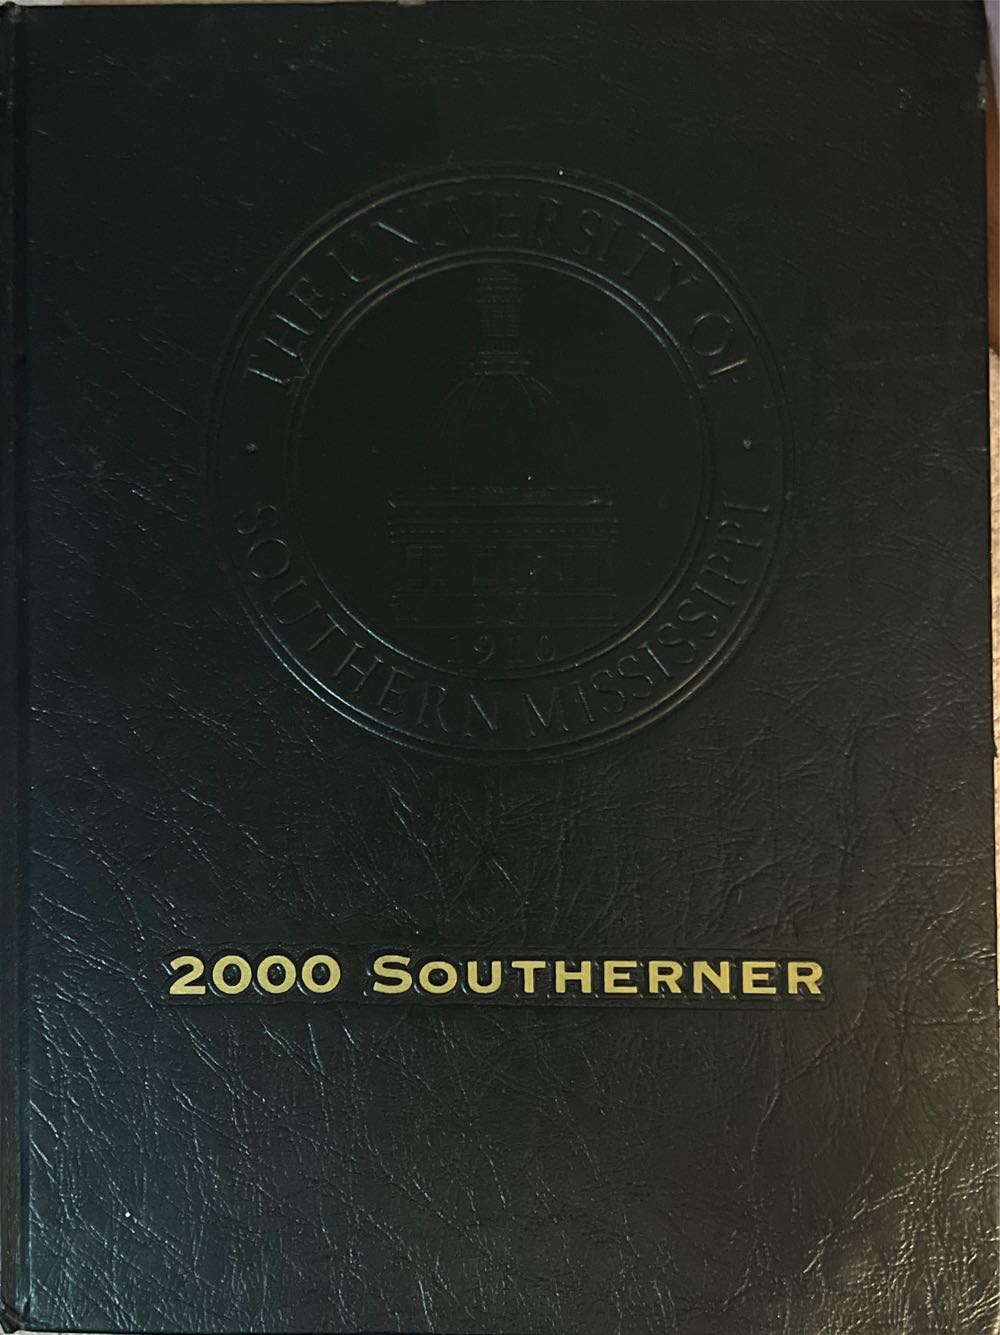 THE UNIVERSITY OF
SOUTHERN MISSISSIPPI
1910
2000 SOUTHERNER